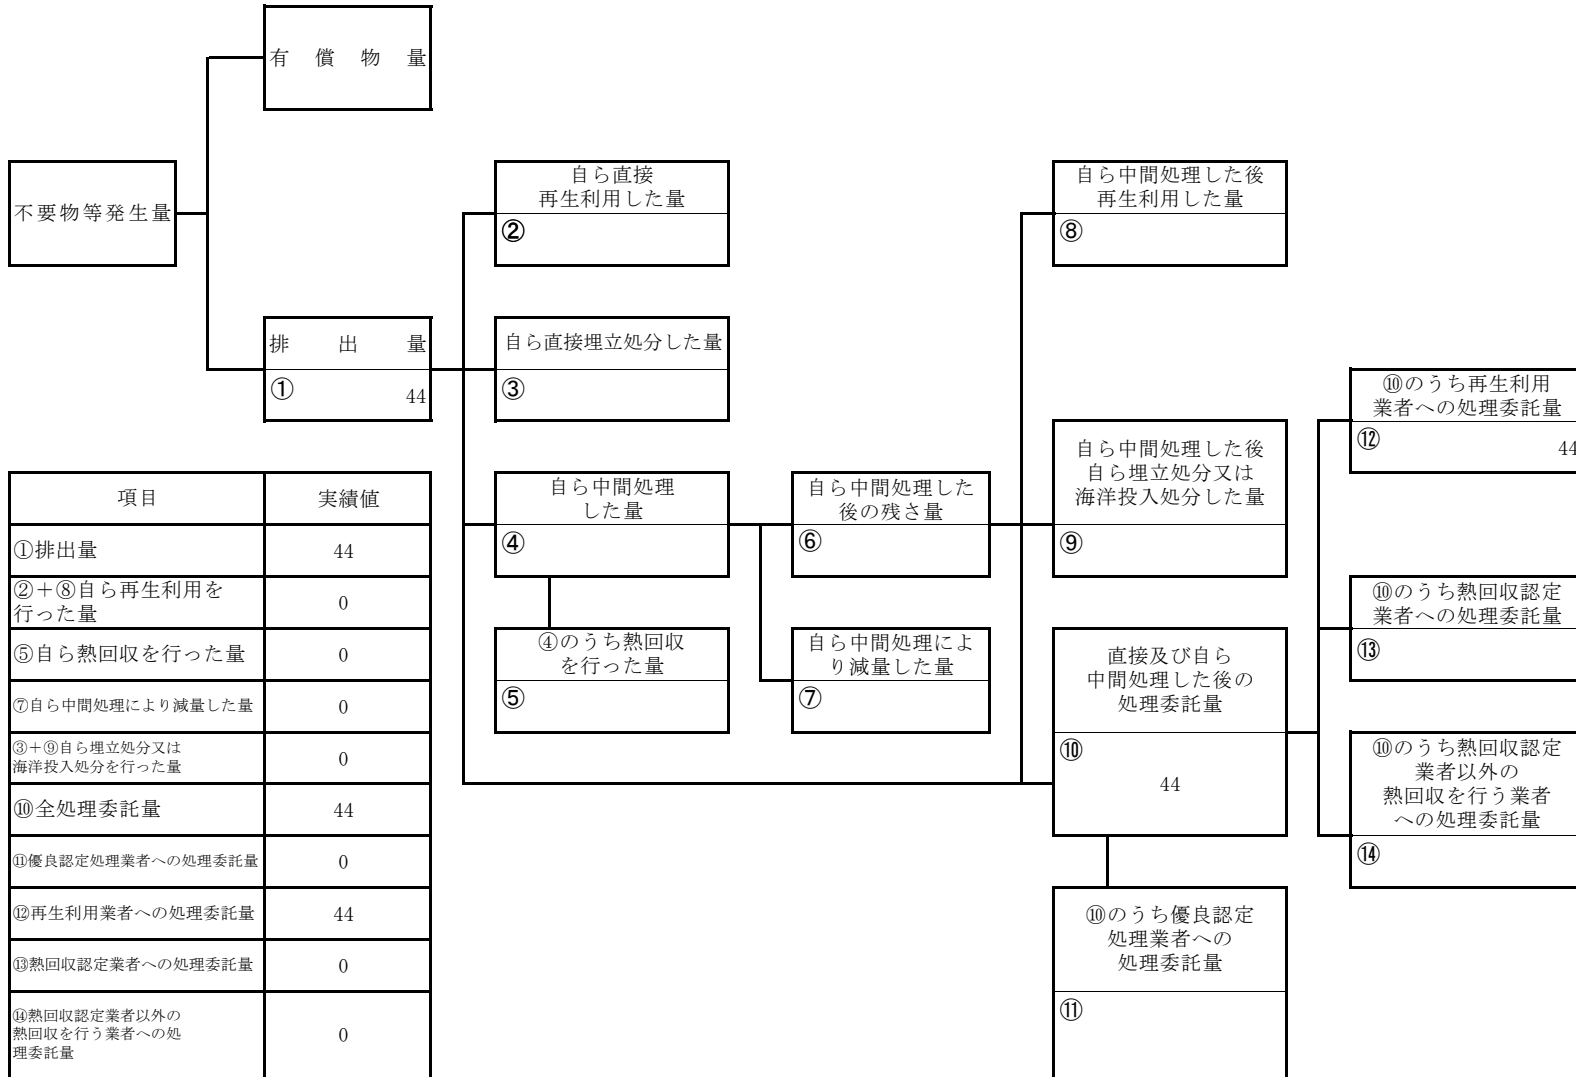 有償物量
不要物等発生量
排出量
①
44
自ら直接
再生利用した量
②
自ら直接埋立処分した量
③
自ら中間処理
した量
④
④のうち熱回収
を行った量
⑤
自ら中間処理した
後の残さ量
⑥
自ら中間処理によ
り減量した量
⑦
自ら中間処理した後
再生利用した量
⑧
自ら中間処理した後
自ら埋立処分又は
海洋投入処分した量
⑨
直接及び自ら
中間処理した後の
処理委託量
⑩
44
⑩のうち優良認定
処理業者への
処理委託量
⑪
⑩のうち再生利用
業者への処理委託量
⑫
44
⑩のうち熱回収認定
業者への処理委託量
⑬
⑩のうち熱回収認定
業者以外の
熱回収を行う業者
への処理委託量
⑭
項目 実績値
①排出量 44
②+⑧自ら再生利用を
行った量
0
⑤自ら熱回収を行った量 0
⑦自ら中間処理により減量した量 0
③+⑨自ら埋立処分又は
海洋投入処分を行った量
0
⑩全処理委託量 44
⑪優良認定処理業者への処理委託量 0
⑫再生利用業者への処理委託量 44
⑬熱回収認定業者への処理委託量 0
⑭熱回収認定業者以外の
熱回収を行う業者への処
理委託量
0